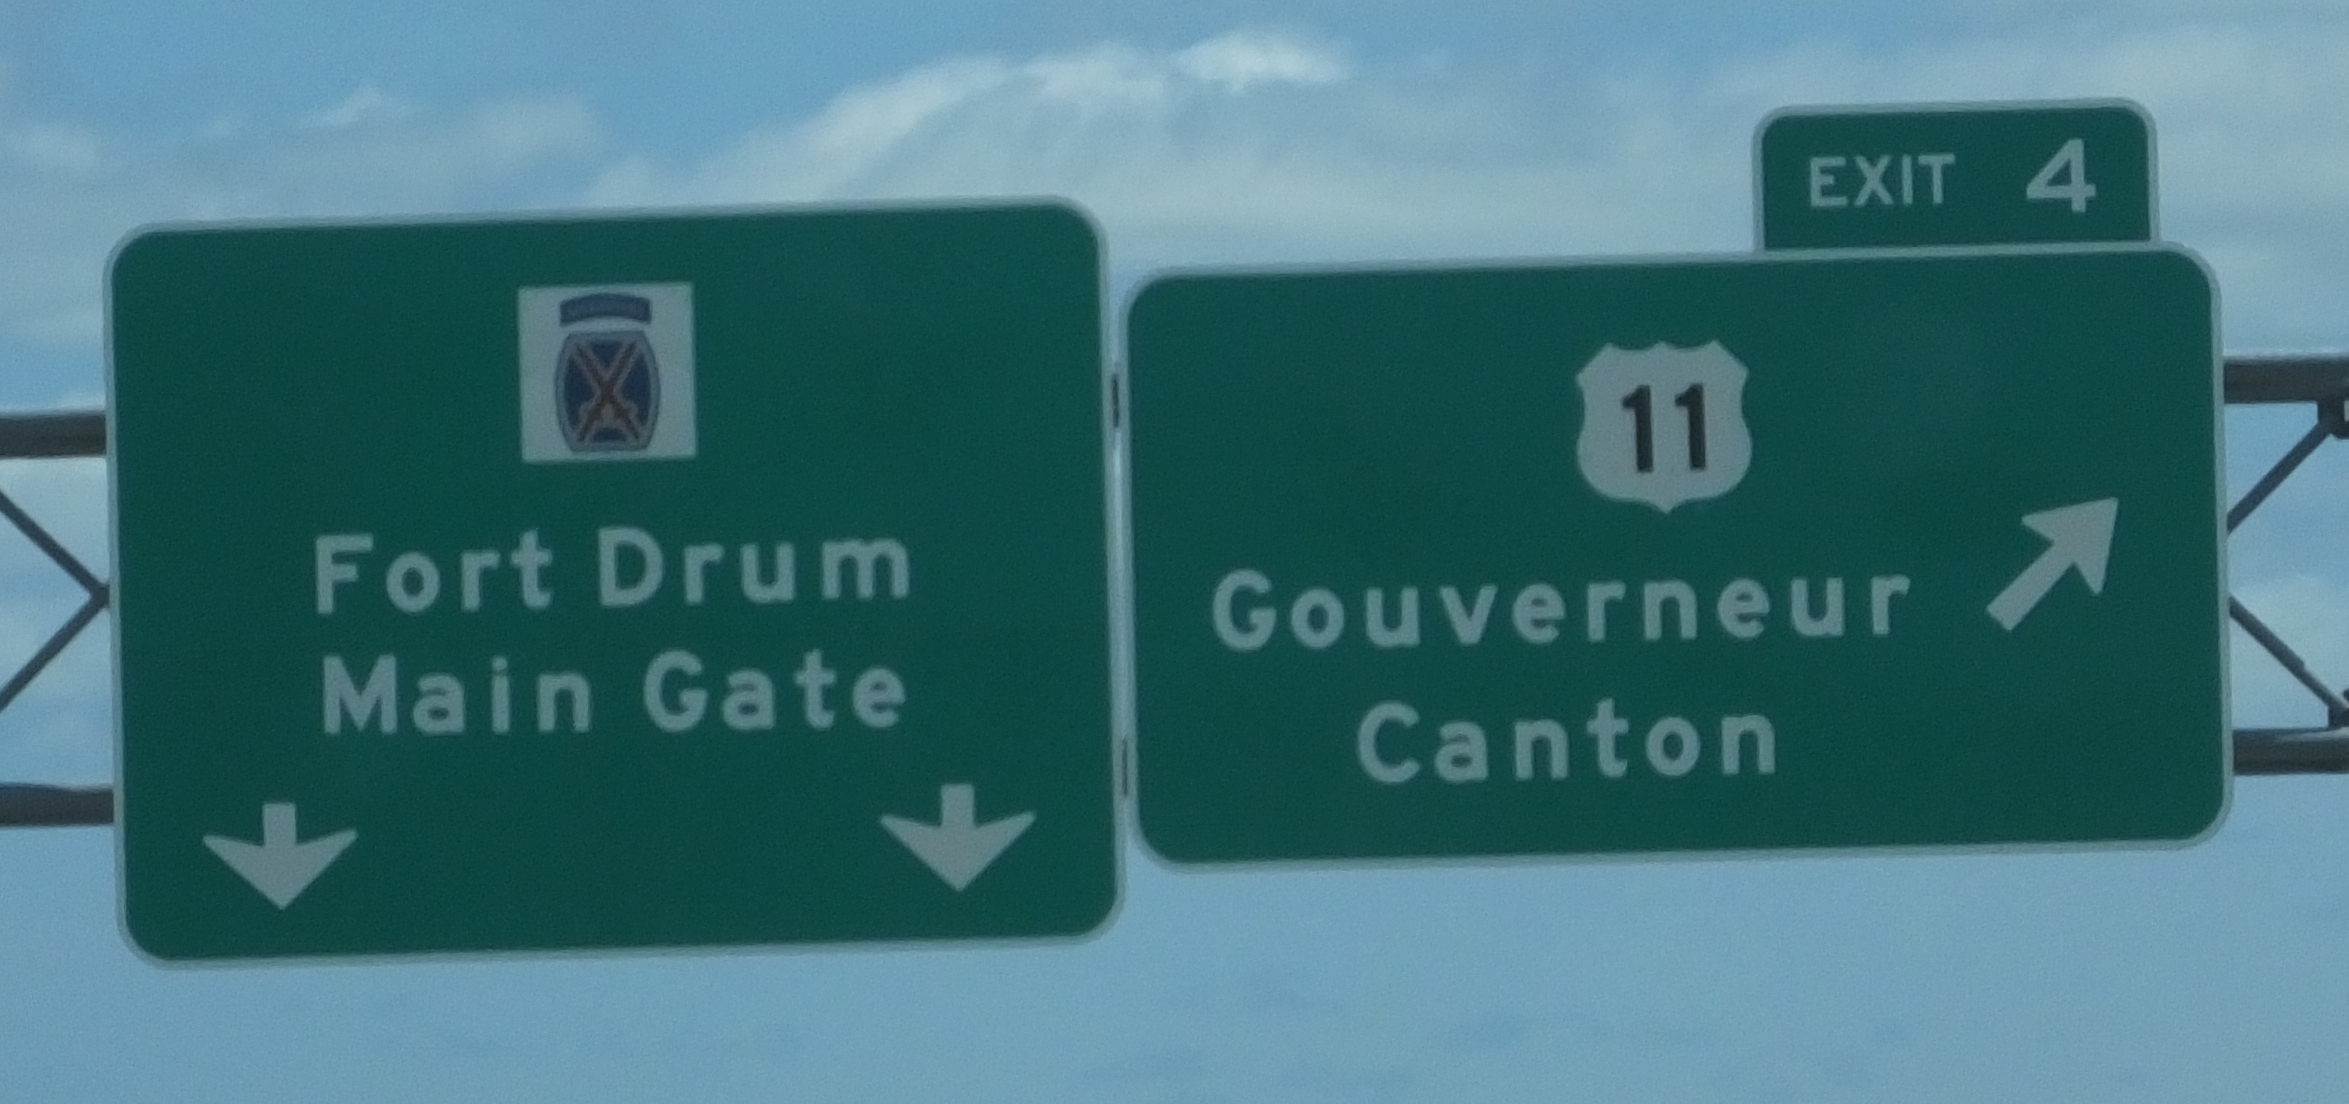 Fort Drum
Main Gate
EXIT 4
11
Gouverneur
Canton